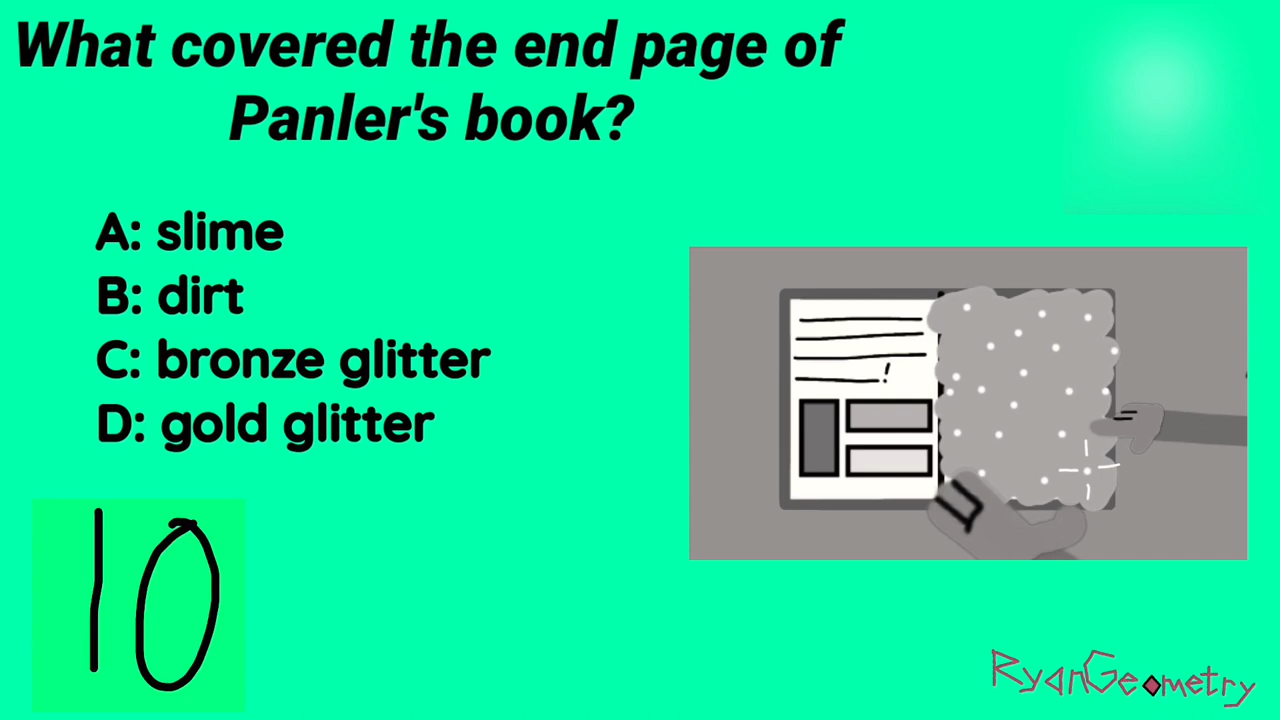 What covered the end page of
Panler's book?
A: slime
B: dirt
C: bronze glitter
D: gold glitter
!
10
RyanGeometry